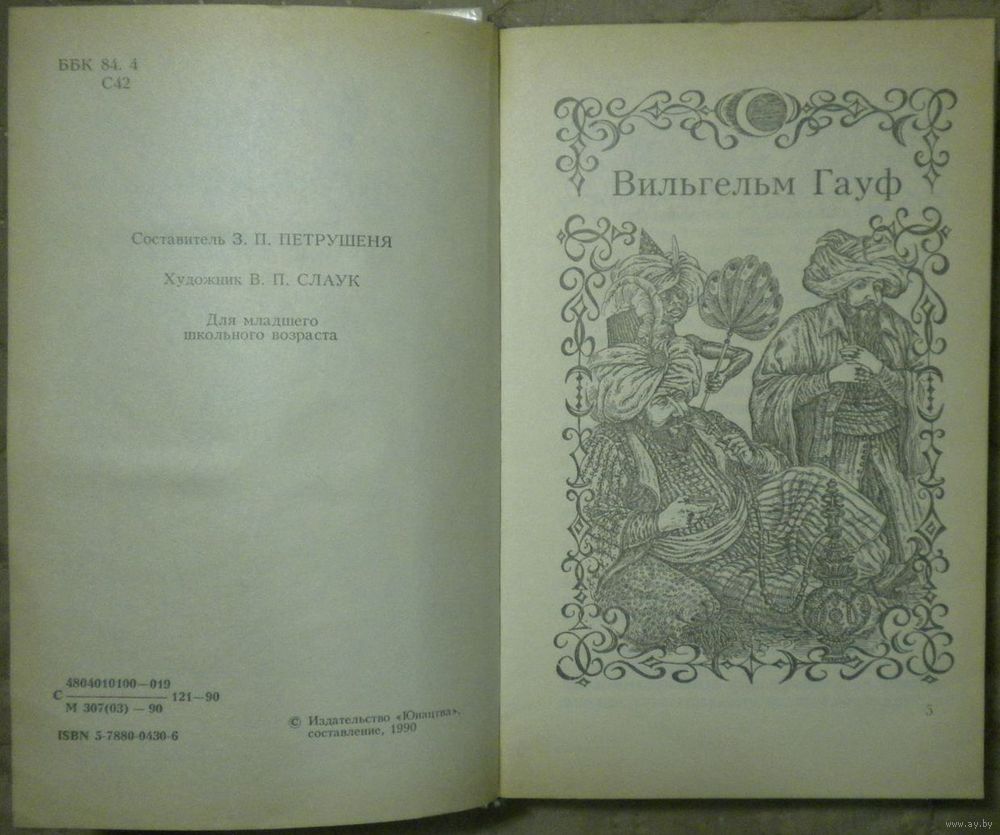 ББК 84. 4
С42
Составитель З. П. ПЕТРУШЕНЯ
Художник В. П. СЛАУК
Для младшего
школьного возраста
4804010100—019
С 121—90
М 307(03) — 90
ISBN 5-7880-0430-6
© Издательство «Юнацтва»,
составление, 1990
Вильгельм Гауф
5
www.ay.by